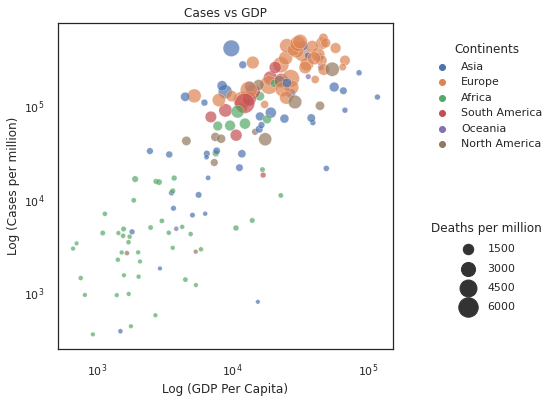 Cases vs GDP
Log (Cases per million)
10^5
10^4
10^3
10^3
10^4
10^5
Log (GDP Per Capita)
Continents
Asia
Europe
Africa
South America
Oceania
North America
Deaths per million
1500
3000
4500
6000